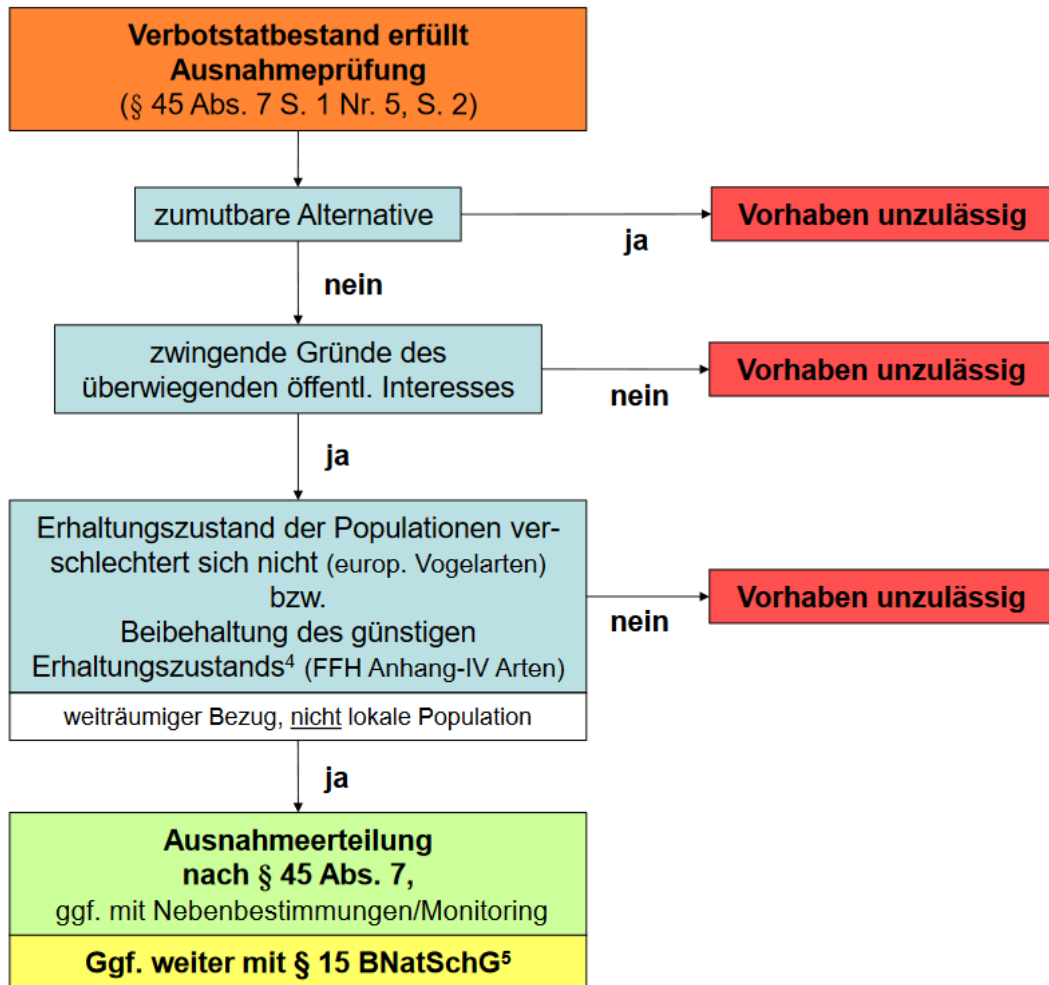 Verbotstatbestand erfüllt
Ausnahmeprüfung
(§ 45 Abs. 7 S. 1 Nr. 5, S. 2)
zumutbare Alternative
ja
Vorhaben unzulässig
nein
zwingende Gründe des
überwiegenden öffentl. Interesses
nein
Vorhaben unzulässig
ja
Erhaltungszustand der Populationen ver-
schlechtert sich nicht (europ. Vogelarten)
bzw.
Beibehaltung des günstigen
Erhaltungszustands⁴ (FFH Anhang-IV Arten)
nein
Vorhaben unzulässig
weiträumiger Bezug, nicht lokale Population
ja
Ausnahmeerteilung
nach § 45 Abs. 7,
ggf. mit Nebenbestimmungen/Monitoring
Ggf. weiter mit § 15 BNatSchG⁵